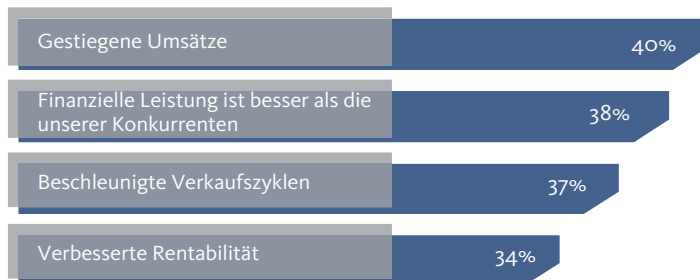 Gestiegene Umsätze
40%
Finanzielle Leistung ist besser als die
unserer Konkurrenten
38%
Beschleunigte Verkaufszyklen
37%
Verbesserte Rentabilität
34%